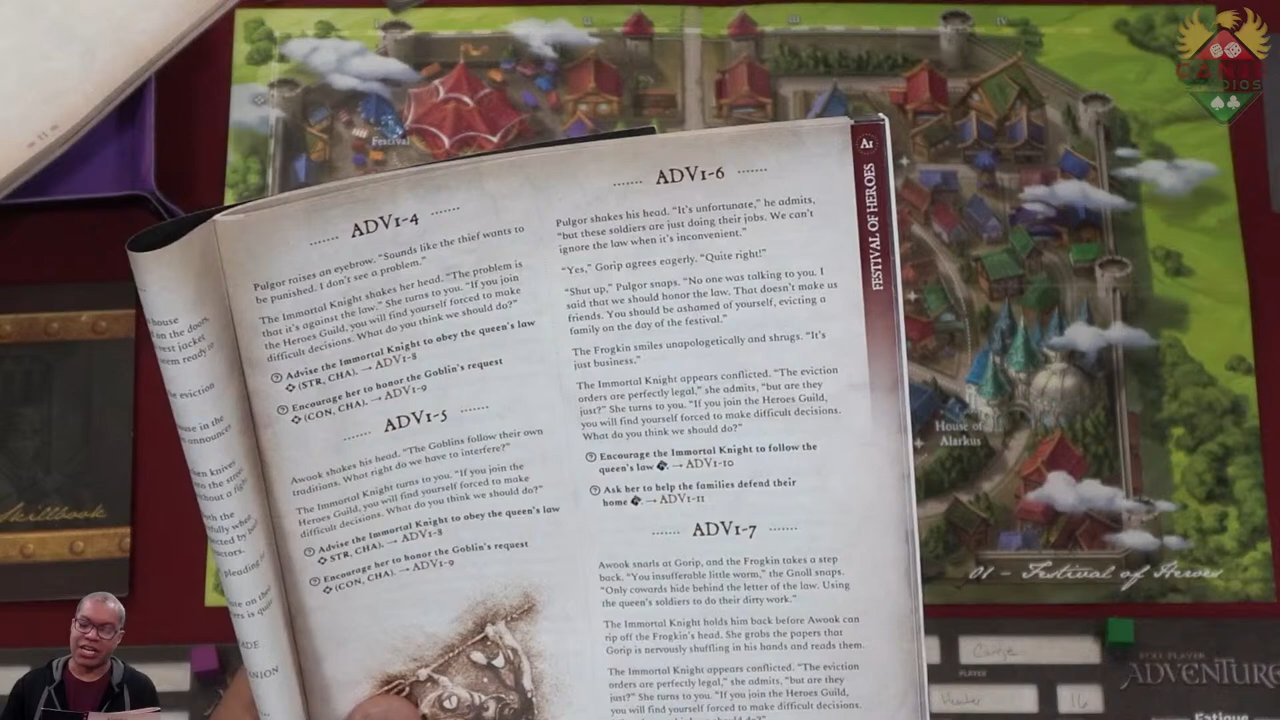 Festival
ADV1-4
Pulgor raises an eyebrow. “Sounds like the thief wants to
be punished. I don’t see a problem.”
The Immortal Knight shakes her head. “The problem is
that it’s against the law.” She turns to you. “If you join
the Heroes Guild, you will find yourself forced to make
difficult decisions. What do you think we should do?”
Advise the Immortal Knight to obey the queen’s law
(STR, CHA). → ADV1-8
Encourage her to honor the Goblin’s request
(CON, CHA). → ADV1-9
ADV1-5
Awook shakes his head. “The Goblins follow their own
traditions. What right do we have to interfere?”
The Immortal Knight turns to you. “If you join the
Heroes Guild, you will find yourself forced to make
difficult decisions. What do you think we should do?”
Advise the Immortal Knight to obey the queen’s law
STR, CHA). → ADV1-8
Encourage her to honor the Goblin’s request
(CON, CHA). → ADV1-9
ADV1-6
Pulgor shakes his head. “It’s unfortunate,” he admits,
“but these soldiers are just doing their jobs. We can’t
ignore the law when it’s inconvenient.”
“Yes,” Gorip agrees eagerly. “Quite right!”
“Shut up,” Pulgor snaps. “No one was talking to you. I
said that we should honor the law. That doesn’t make us
friends. You should be ashamed of yourself, evicting a
family on the day of the festival.”
The Frogkin smiles unapologetically and shrugs. “It’s
just business.”
The Immortal Knight appears conflicted. “The eviction
orders are perfectly legal,” she admits, “but are they
just?” She turns to you. “If you join the Heroes Guild,
you will find yourself forced to make difficult decisions.
What do you think we should do?”
Encourage the Immortal Knight to follow the
queen’s law → ADV1-10
Ask her to help the families defend their
home → ADV1-11
ADV1-7
Awook snarls at Gorip, and the Frogkin takes a step
back. “You insufferable little worm,” the Gnoll snaps.
“Only cowards hide behind the letter of the law. Using
the queen’s soldiers to do their dirty work.”
The Immortal Knight holds him back before Awook can
rip off the Frogkin’s head. She grabs the papers that
Gorip is nervously shuffling in his hands and reads them.
The Immortal Knight appears conflicted. “The eviction
orders are perfectly legal,” she admits, “but are they
just?” She turns to you. “If you join the Heroes Guild,
you will find yourself forced to make difficult decisions.
A1
FESTIVAL OF HEROES
House of
Alarkus
01 - Festival of Heroes
Skillbook
PLAYER
Hunter
16
ADVENTURE
Fatigue